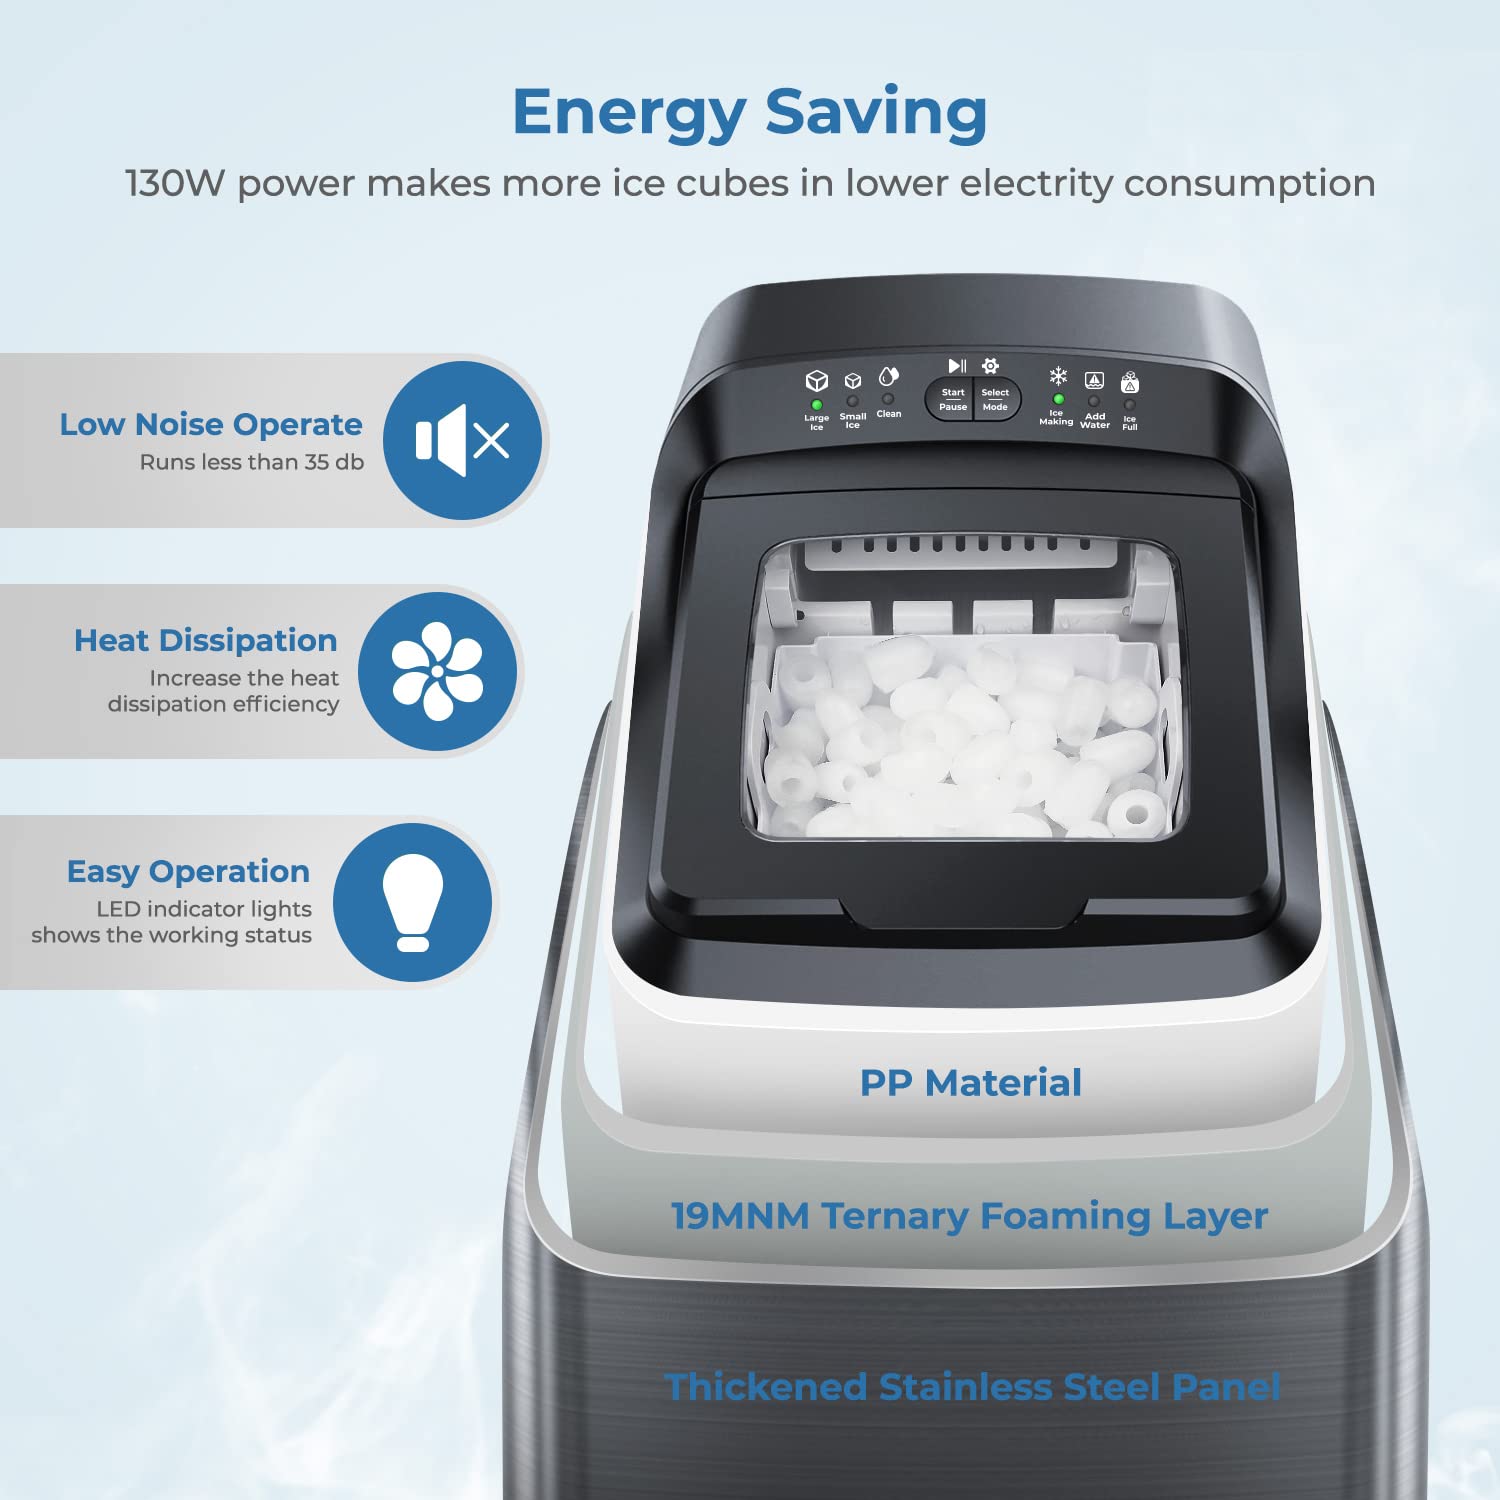 Energy Saving
130W power makes more ice cubes in lower electrity consumption
Low Noise Operate
Runs less than 35 db
Heat Dissipation
Increase the heat
dissipation efficiency
Easy Operation
LED indicator lights
shows the working status
Large
Ice
Small
Ice
Clean
Start
Pause
Select
Mode
Ice
Making
Add
Water
Ice
Full
PP Material
19MNM Ternary Foaming Layer
Thickened Stainless Steel Panel